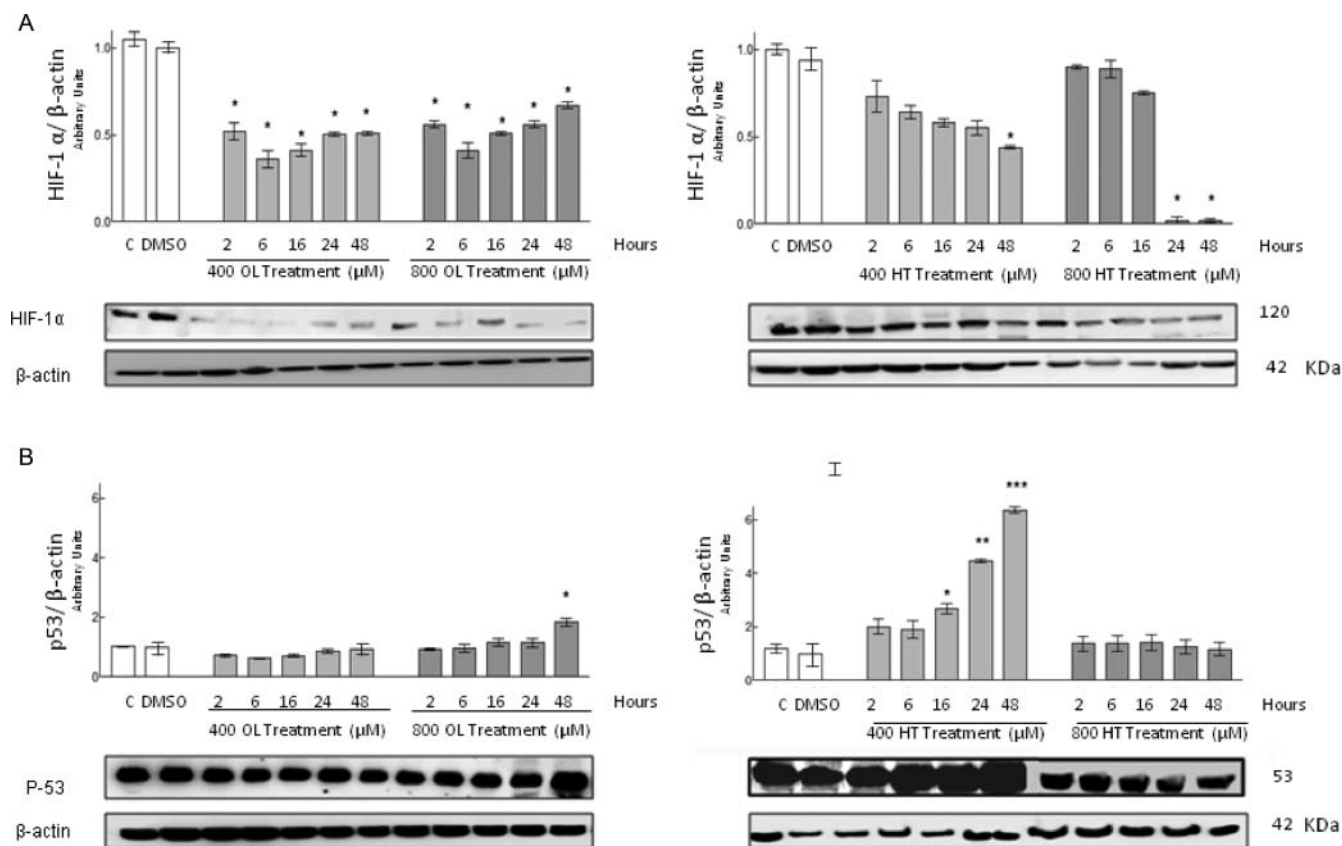 A
HIF-1 α/ β-actin
Arbitrary Units
1.0
0.5
0.0
* * * * * * * * * *
C DMSO 2 6 16 24 48 2 6 16 24 48 Hours
400 OL Treatment (µM) 800 OL Treatment (µM)
HIF-1α
β-actin
HIF-1 α/ β-actin
Arbitrary Units
1.0
0.5
0.0
* * *
C DMSO 2 6 16 24 48 2 6 16 24 48 Hours
400 HT Treatment (µM) 800 HT Treatment (µM)
120
42 KDa
B
p53/ β-actin
Arbitrary Units
6
4
2
0
*
C DMSO 2 6 16 24 48 2 6 16 24 48 Hours
400 OL Treatment (µM) 800 OL Treatment (µM)
P-53
β-actin
p53/ β-actin
Arbitrary Units
6
4
2
0
* ** ***
C DMSO 2 6 16 24 48 2 6 16 24 48 Hours
400 HT Treatment (µM) 800 HT Treatment (µM)
53
42 KDa